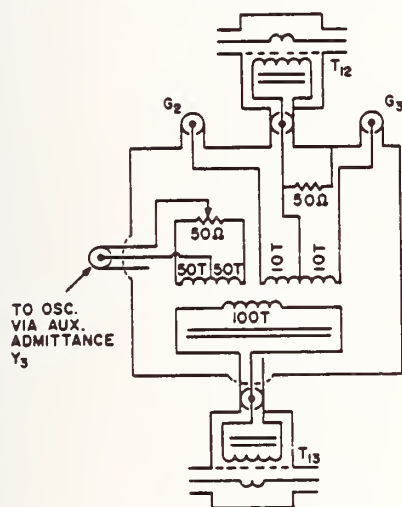 T12
G2
G3
50Ω
50Ω
10T
10T
50T 50T
100T
TO OSC.
VIA AUX.
ADMITTANCE
Y3
T13